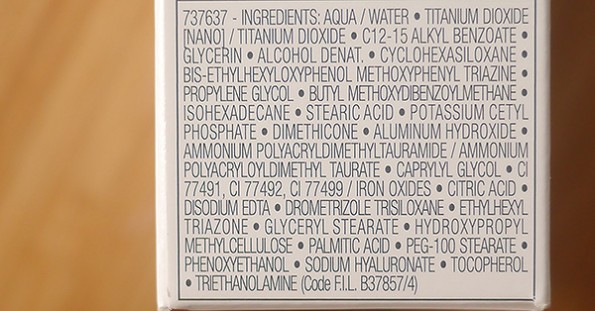 737637 - INGREDIENTS: AQUA / WATER • TITANIUM DIOXIDE
[NANO] / TITANIUM DIOXIDE • C12-15 ALKYL BENZOATE •
GLYCERIN • ALCOHOL DENAT. • CYCLOHEXASILOXANE •
BIS-ETHYLHEXYLOXYPHENOL METHOXYPHENYL TRIAZINE •
PROPYLENE GLYCOL • BUTYL METHOXYDIBENZOYLMETHANE •
ISOHEXADECANE • STEARIC ACID • POTASSIUM CETYL
PHOSPHATE • DIMETHICONE • ALUMINUM HYDROXIDE •
AMMONIUM POLYACRYLDIMETHYLTAURAMIDE / AMMONIUM
POLYACRYLOYLDIMETHYL TAURATE • CAPRYLYL GLYCOL • CI
77491, CI 77492, CI 77499 / IRON OXIDES • CITRIC ACID •
DISODIUM EDTA • DROMETRIZOLE TRISILOXANE • ETHYLHEXYL
TRIAZONE • GLYCERYL STEARATE • HYDROXYPROPYL
METHYLCELLULOSE • PALMITIC ACID • PEG-100 STEARATE •
PHENOXYETHANOL • SODIUM HYALURONATE • TOCOPHEROL
• TRIETHANOLAMINE (Code F.I.L. B37857/4)